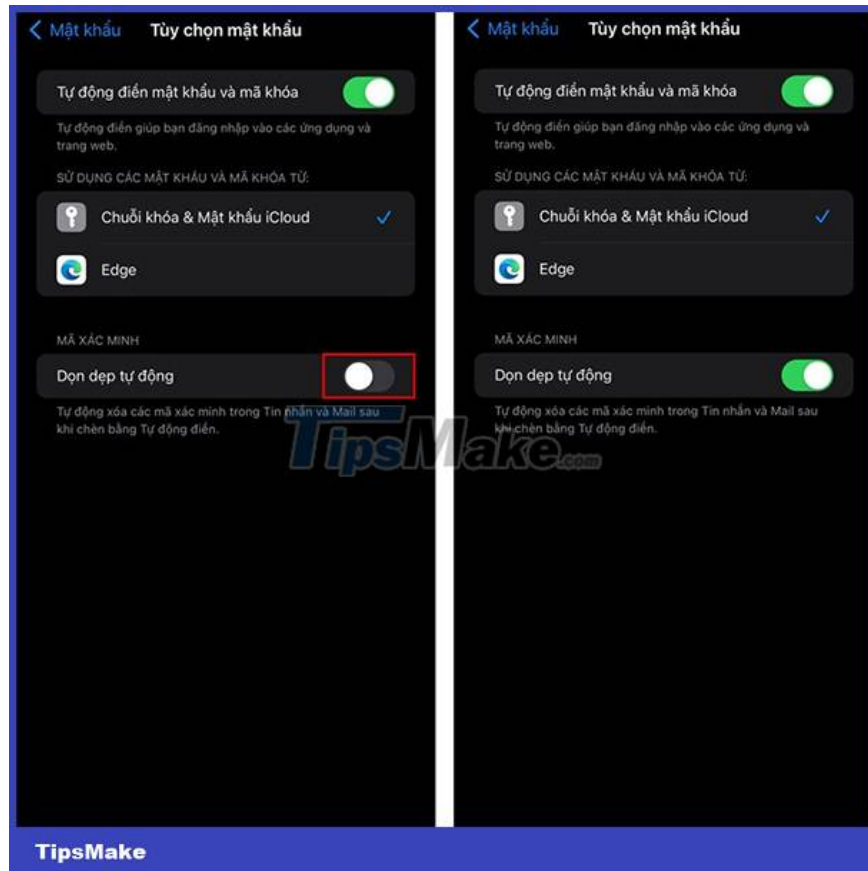 Mật khẩu Tùy chọn mật khẩu
Tự động điền mật khẩu và mã khóa
Tự động điền giúp bạn đăng nhập vào các ứng dụng và
trang web.
SỬ DỤNG CÁC MẬT KHẨU VÀ MÃ KHÓA TỪ:
Chuỗi khóa & Mật khẩu iCloud
Edge
MÃ XÁC MINH
Dọn dẹp tự động
Tự động xóa các mã xác minh trong Tin nhắn và Mail sau
khi chèn bằng Tự động điền.
Mật khẩu Tùy chọn mật khẩu
Tự động điền mật khẩu và mã khóa
Tự động điền giúp bạn đăng nhập vào các ứng dụng và
trang web.
SỬ DỤNG CÁC MẬT KHẨU VÀ MÃ KHÓA TỪ:
Chuỗi khóa & Mật khẩu iCloud
Edge
MÃ XÁC MINH
Dọn dẹp tự động
Tự động xóa các mã xác minh trong Tin nhắn và Mail sau
khi chèn bằng Tự động điền.
TipsMake.com
TipsMake